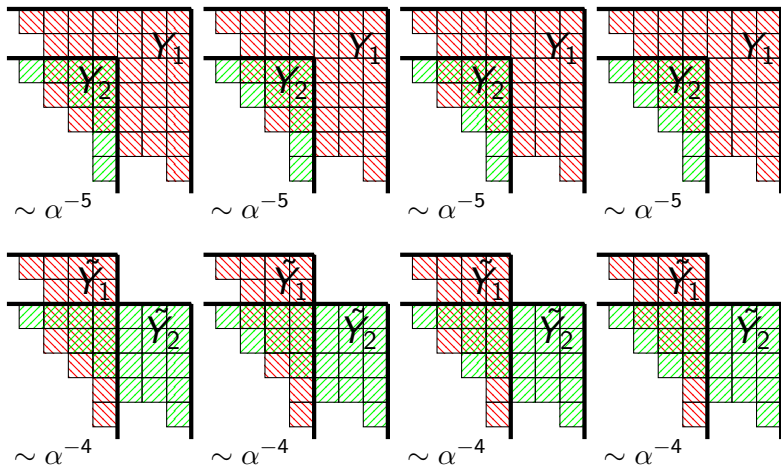 Y₁ Y₁ Y₁ Y₁
Y₂ Y₂ Y₂ Y₂
∼ α⁻⁵ ∼ α⁻⁵ ∼ α⁻⁵ ∼ α⁻⁵
Ỹ₁ Ỹ₁ Ỹ₁ Ỹ₁
Ỹ₂ Ỹ₂ Ỹ₂ Ỹ₂
∼ α⁻⁴ ∼ α⁻⁴ ∼ α⁻⁴ ∼ α⁻⁴